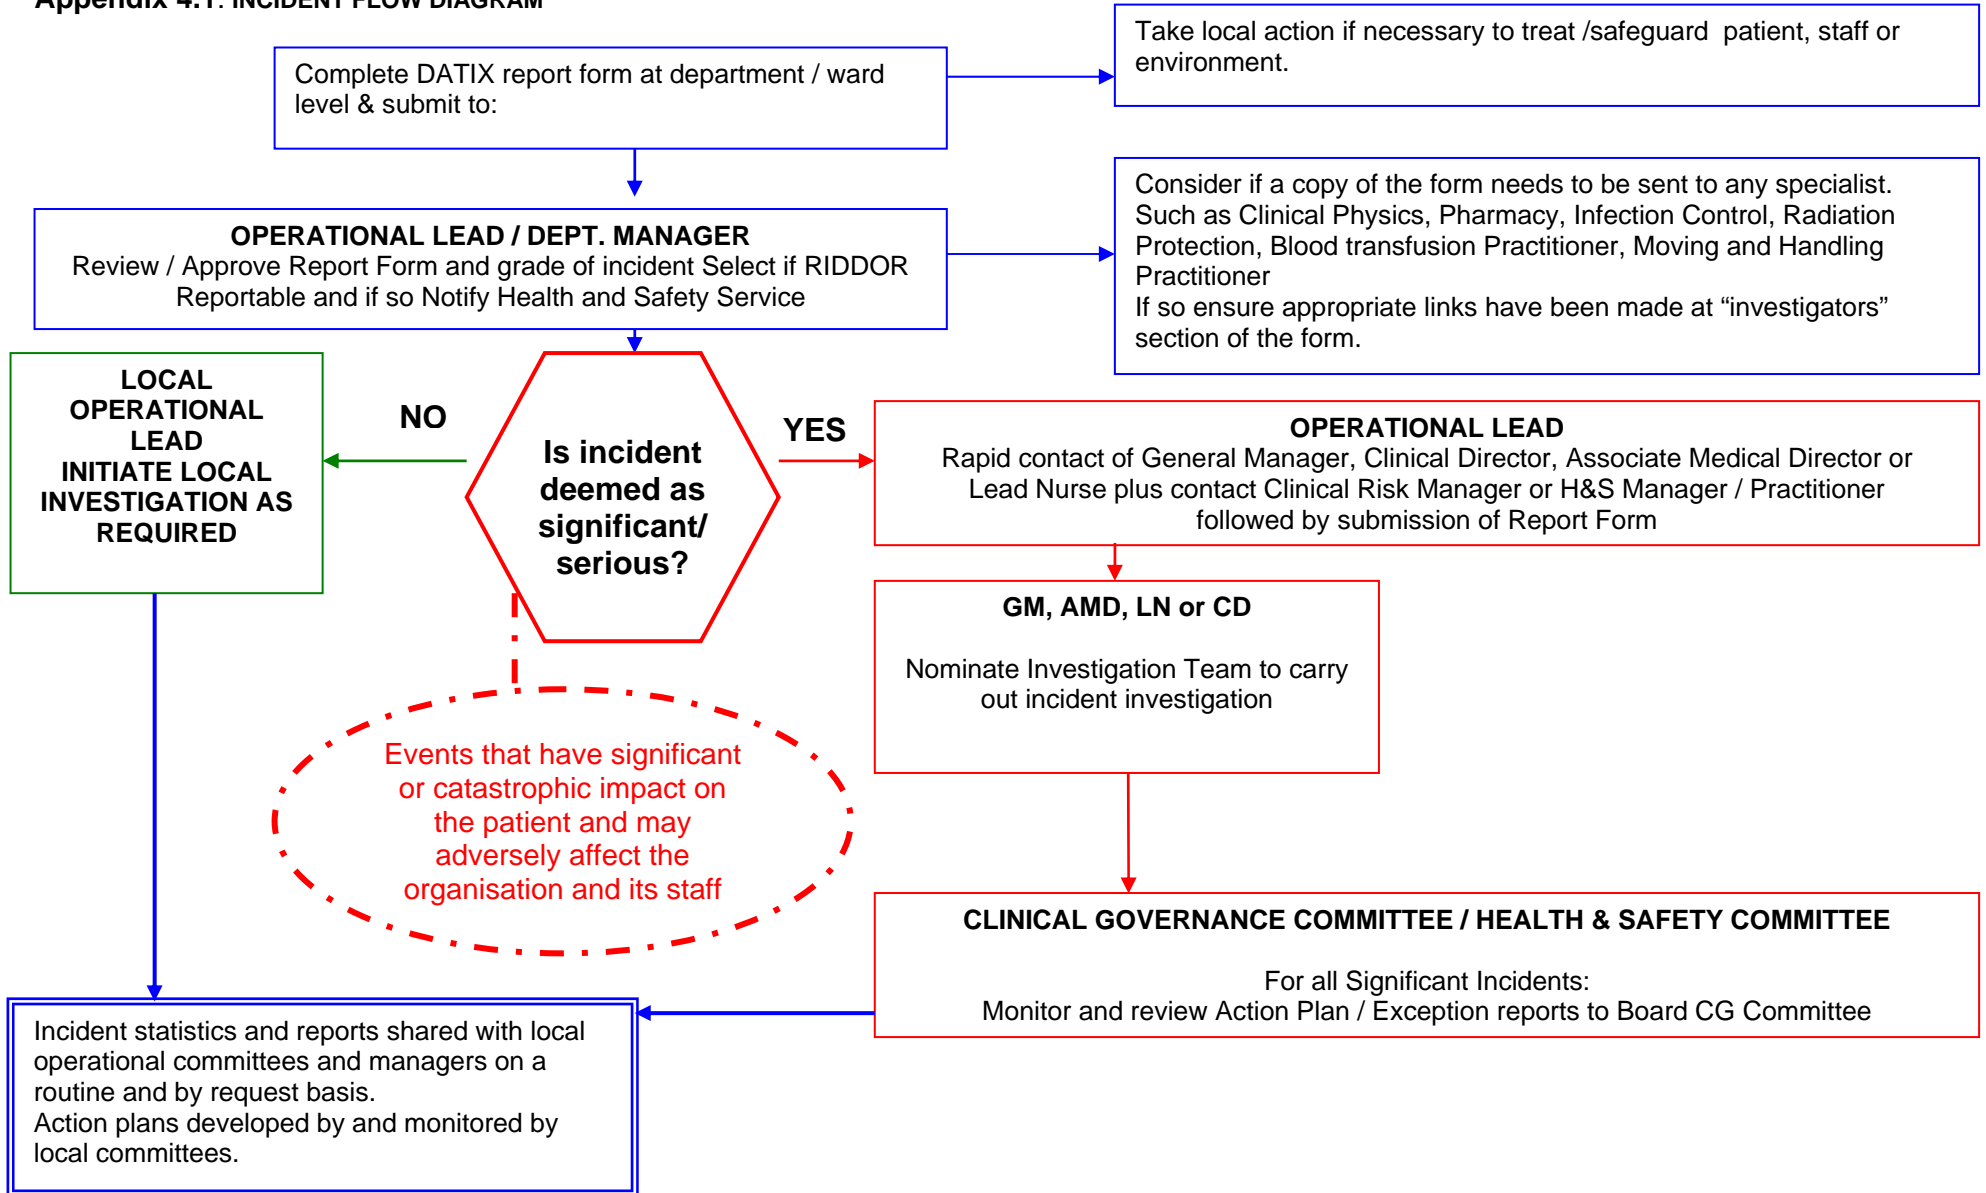 Appendix 4.1: INCIDENT FLOW DIAGRAM
Complete DATIX report form at department / ward
level & submit to:
Take local action if necessary to treat /safeguard patient, staff or
environment.
OPERATIONAL LEAD / DEPT. MANAGER
Review / Approve Report Form and grade of incident Select if RIDDOR
Reportable and if so Notify Health and Safety Service
Consider if a copy of the form needs to be sent to any specialist.
Such as Clinical Physics, Pharmacy, Infection Control, Radiation
Protection, Blood transfusion Practitioner, Moving and Handling
Practitioner
If so ensure appropriate links have been made at “investigators”
section of the form.
LOCAL
OPERATIONAL
LEAD
INITIATE LOCAL
INVESTIGATION AS
REQUIRED
NO
Is incident
deemed as
significant/
serious?
YES
OPERATIONAL LEAD
Rapid contact of General Manager, Clinical Director, Associate Medical Director or
Lead Nurse plus contact Clinical Risk Manager or H&S Manager / Practitioner
followed by submission of Report Form
GM, AMD, LN or CD
Nominate Investigation Team to carry
out incident investigation
Events that have significant
or catastrophic impact on
the patient and may
adversely affect the
organisation and its staff
CLINICAL GOVERNANCE COMMITTEE / HEALTH & SAFETY COMMITTEE
For all Significant Incidents:
Monitor and review Action Plan / Exception reports to Board CG Committee
Incident statistics and reports shared with local
operational committees and managers on a
routine and by request basis.
Action plans developed by and monitored by
local committees.